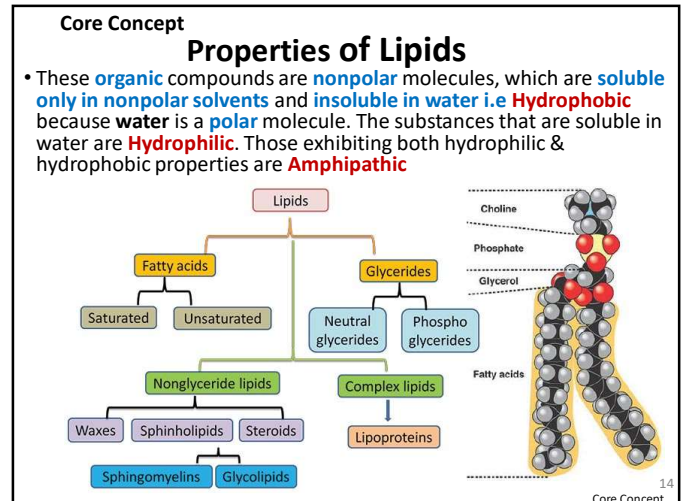 Core Concept
Properties of Lipids
• These organic compounds are nonpolar molecules, which are soluble
only in nonpolar solvents and insoluble in water i.e Hydrophobic
because water is a polar molecule. The substances that are soluble in
water are Hydrophilic. Those exhibiting both hydrophilic &
hydrophobic properties are Amphipathic
Lipids
Fatty acids
Glycerides
Saturated
Unsaturated
Neutral
glycerides
Phospho
glycerides
Nonglyceride lipids
Complex lipids
Waxes
Sphinholipids
Steroids
Lipoproteins
Sphingomyelins
Glycolipids
Choline
Phosphate
Glycerol
Fatty acids
14
Core Concept